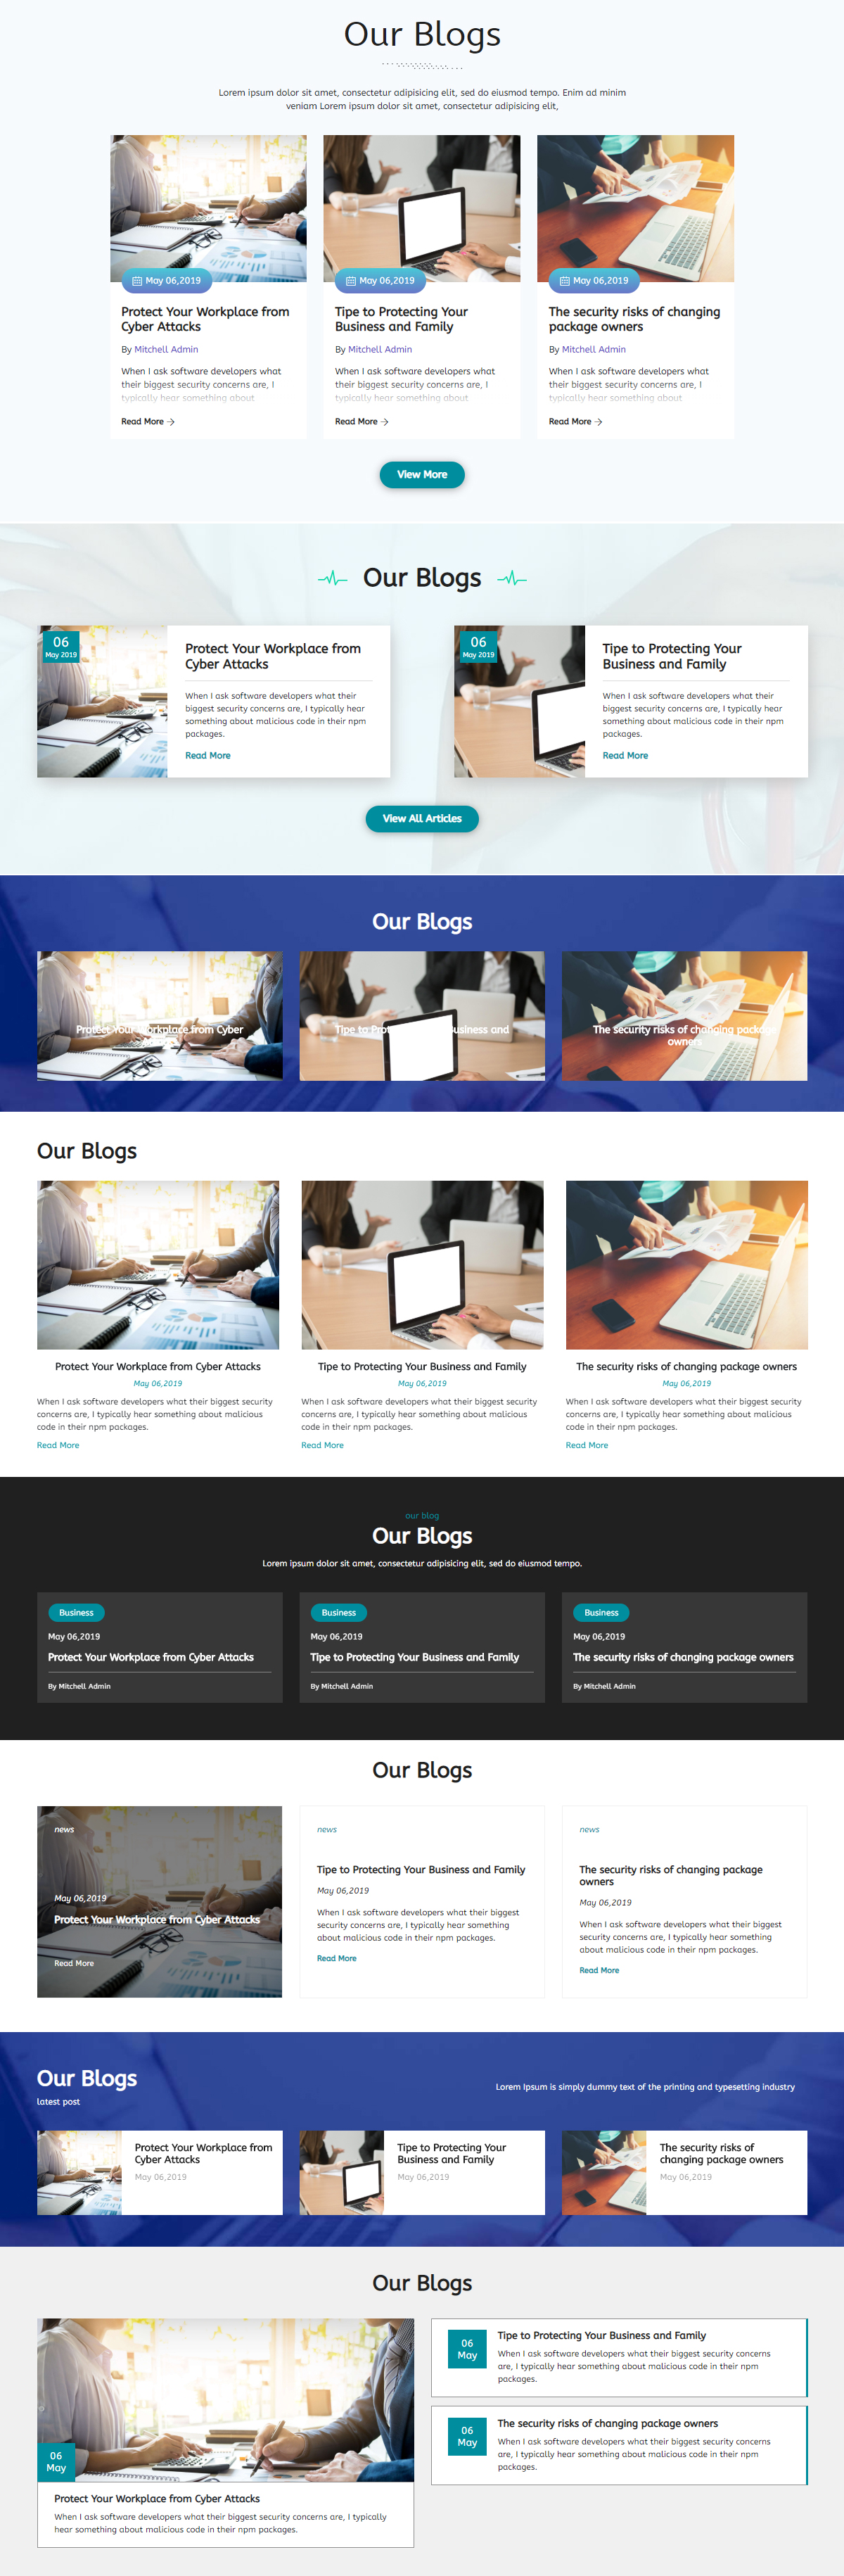 Our Blogs
Lorem ipsum dolor sit amet, consectetur adipisicing elit, sed do eiusmod tempo. Enim ad minim
veniam Lorem ipsum dolor sit amet, consectetur adipisicing elit,
May 06,2019
Protect Your Workplace from
Cyber Attacks
By Mitchell Admin
When I ask software developers what
their biggest security concerns are, I
typically hear something about
Read More
May 06,2019
Tipe to Protecting Your
Business and Family
By Mitchell Admin
When I ask software developers what
their biggest security concerns are, I
typically hear something about
Read More
May 06,2019
The security risks of changing
package owners
By Mitchell Admin
When I ask software developers what
their biggest security concerns are, I
typically hear something about
Read More
View More
Our Blogs
06
May 2019
Protect Your Workplace from
Cyber Attacks
When I ask software developers what their
biggest security concerns are, I typically hear
something about malicious code in their npm
packages.
Read More
06
May 2019
Tipe to Protecting Your
Business and Family
When I ask software developers what their
biggest security concerns are, I typically hear
something about malicious code in their npm
packages.
Read More
View All Articles
Our Blogs
Protect Your Workplace from Cyber
Tipe to Business and
The security risks of changing package
owners
Our Blogs
Protect Your Workplace from Cyber Attacks
May 06,2019
When I ask software developers what their biggest security
concerns are, I typically hear something about malicious
code in their npm packages.
Read More
Tipe to Protecting Your Business and Family
May 06,2019
When I ask software developers what their biggest security
concerns are, I typically hear something about malicious
code in their npm packages.
Read More
The security risks of changing package owners
May 06,2019
When I ask software developers what their biggest security
concerns are, I typically hear something about malicious
code in their npm packages.
Read More
our blog
Our Blogs
Lorem ipsum dolor sit amet, consectetur adipisicing elit, sed do eiusmod tempo.
Business
May 06,2019
Protect Your Workplace from Cyber Attacks
By Mitchell Admin
Business
May 06,2019
Tipe to Protecting Your Business and Family
By Mitchell Admin
Business
May 06,2019
The security risks of changing package owners
By Mitchell Admin
Our Blogs
news
May 06,2019
Protect Your Workplace from Cyber Attacks
Read More
news
Tipe to Protecting Your Business and Family
May 06,2019
When I ask software developers what their biggest
security concerns are, I typically hear something
about malicious code in their npm packages.
Read More
news
The security risks of changing package
owners
May 06,2019
When I ask software developers what their biggest
security concerns are, I typically hear something
about malicious code in their npm packages.
Read More
Our Blogs
latest post
Lorem Ipsum is simply dummy text of the printing and typesetting industry
Protect Your Workplace from
Cyber Attacks
May 06,2019
Tipe to Protecting Your
Business and Family
May 06,2019
The security risks of
changing package owners
May 06,2019
Our Blogs
06
May
Protect Your Workplace from Cyber Attacks
When I ask software developers what their biggest security concerns are, I typically
hear something about malicious code in their npm packages.
06
May
Tipe to Protecting Your Business and Family
When I ask software developers what their biggest security concerns
are, I typically hear something about malicious code in their npm
packages.
06
May
The security risks of changing package owners
When I ask software developers what their biggest security concerns
are, I typically hear something about malicious code in their npm
packages.